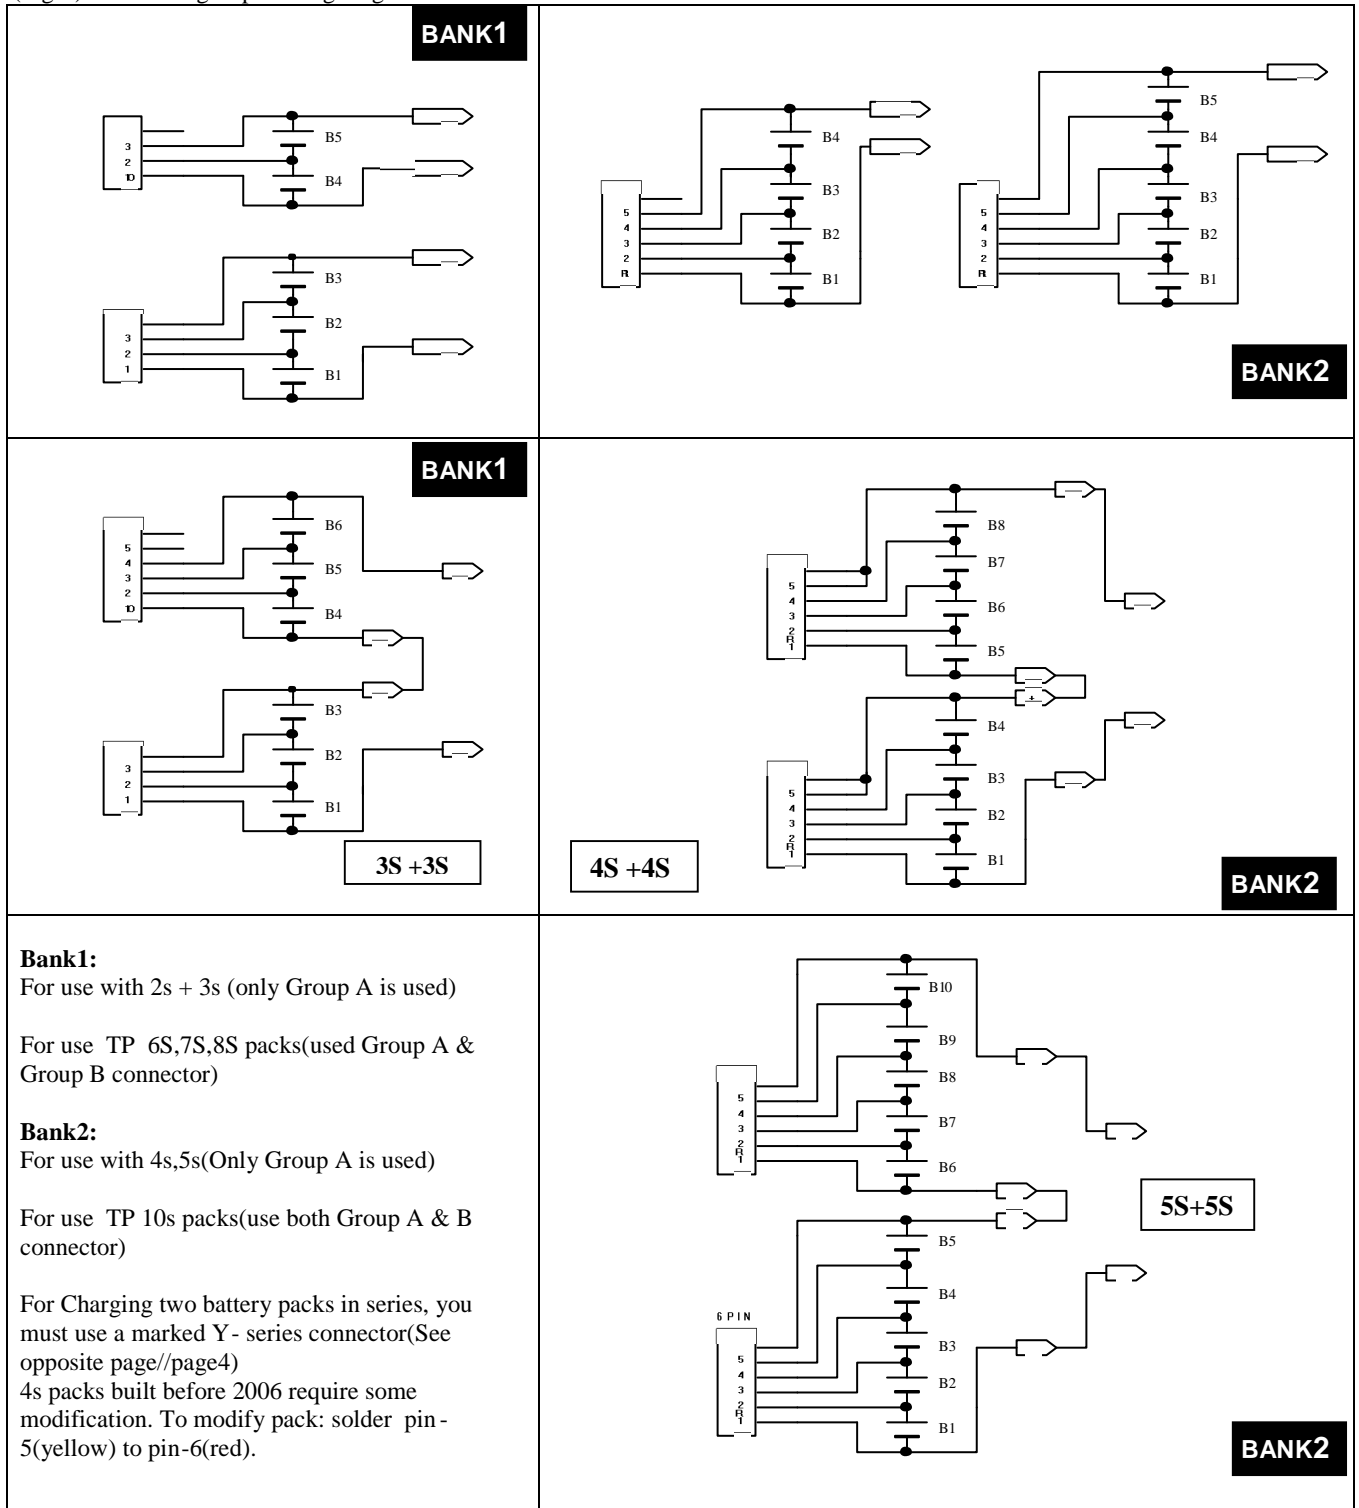 BANK1
B5
3
2
B4
B3
B2
3
2
1
B1
B5
B4
B4
B3
B3
5
4
3
2
B2
B1
5
4
3
2
B2
B1
BANK2
BANK1
B6
5
4
3
2
B5
B4
B3
B2
3
2
1
B1
3S +3S
B8
B7
5
4
3
2
R
1
B6
B5
+
B4
B3
5
4
3
2
R
1
B2
B1
4S +4S
BANK2
Bank1:
For use with 2s + 3s (only Group A is used)
For use TP 6S,7S,8S packs(used Group A &
Group B connector)
Bank2:
For use with 4s,5s(Only Group A is used)
For use TP 10s packs(use both Group A & B
connector)
For Charging two battery packs in series, you
must use a marked Y- series connector(See
opposite page//page4)
4s packs built before 2006 require some
modification. To modify pack: solder pin-
5(yellow) to pin-6(red).
B10
B9
B8
5
4
3
2
R
1
B7
B6
5S+5S
B5
B4
6 PIN
B3
5
4
3
2
R
1
B2
B1
BANK2